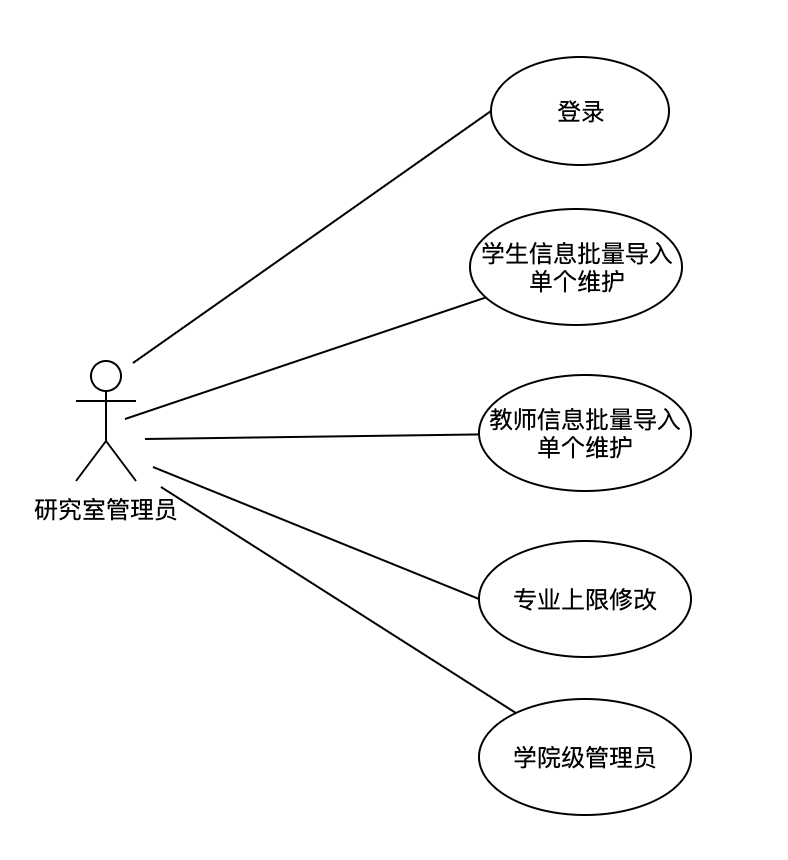 登录
学生信息批量导入
单个维护
教师信息批量导入
单个维护
研究室管理员
专业上限修改
学院级管理员